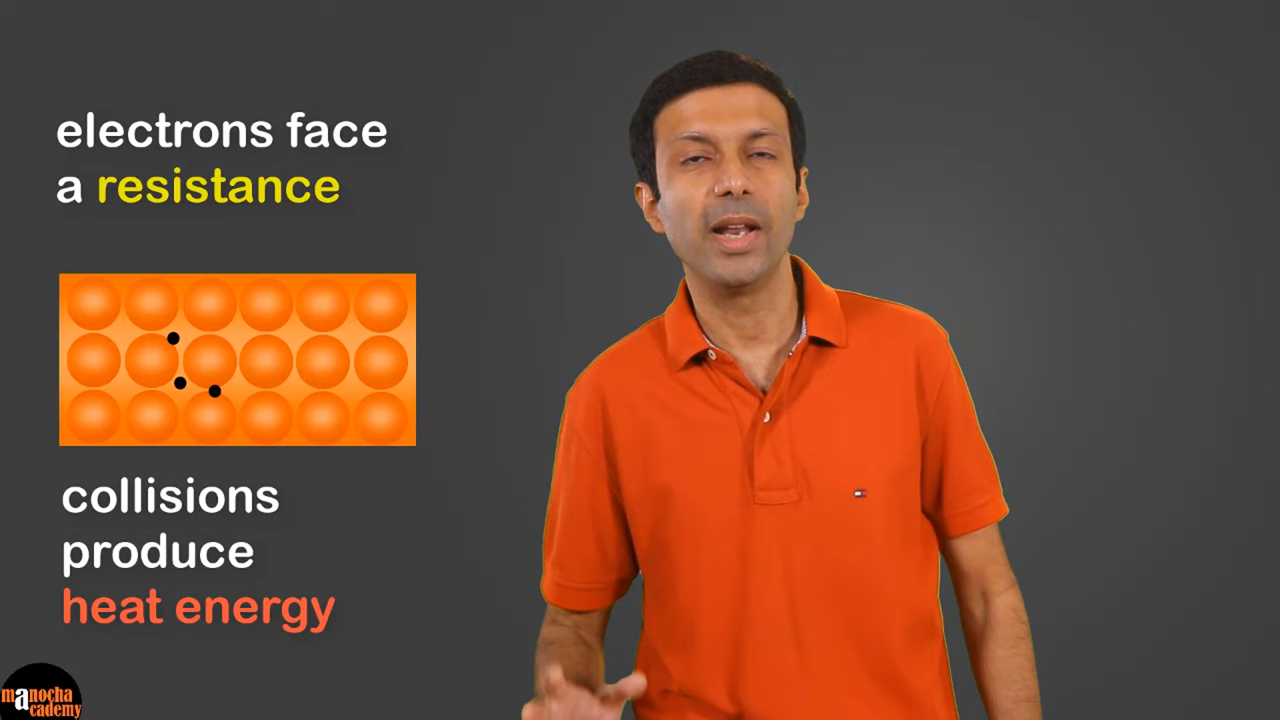 electrons face
a resistance
collisions
produce
heat energy
manocha
academy